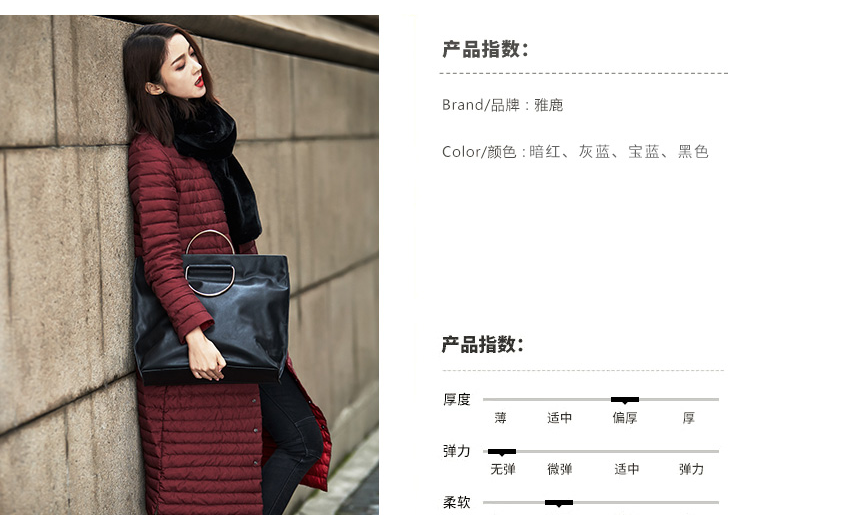 产品指数：
Brand/品牌：雅鹿
Color/颜色：暗红、灰蓝、宝蓝、黑色
产品指数：
厚度
薄 适中 偏厚 厚
弹力
无弹 微弹 适中 弹力
柔软